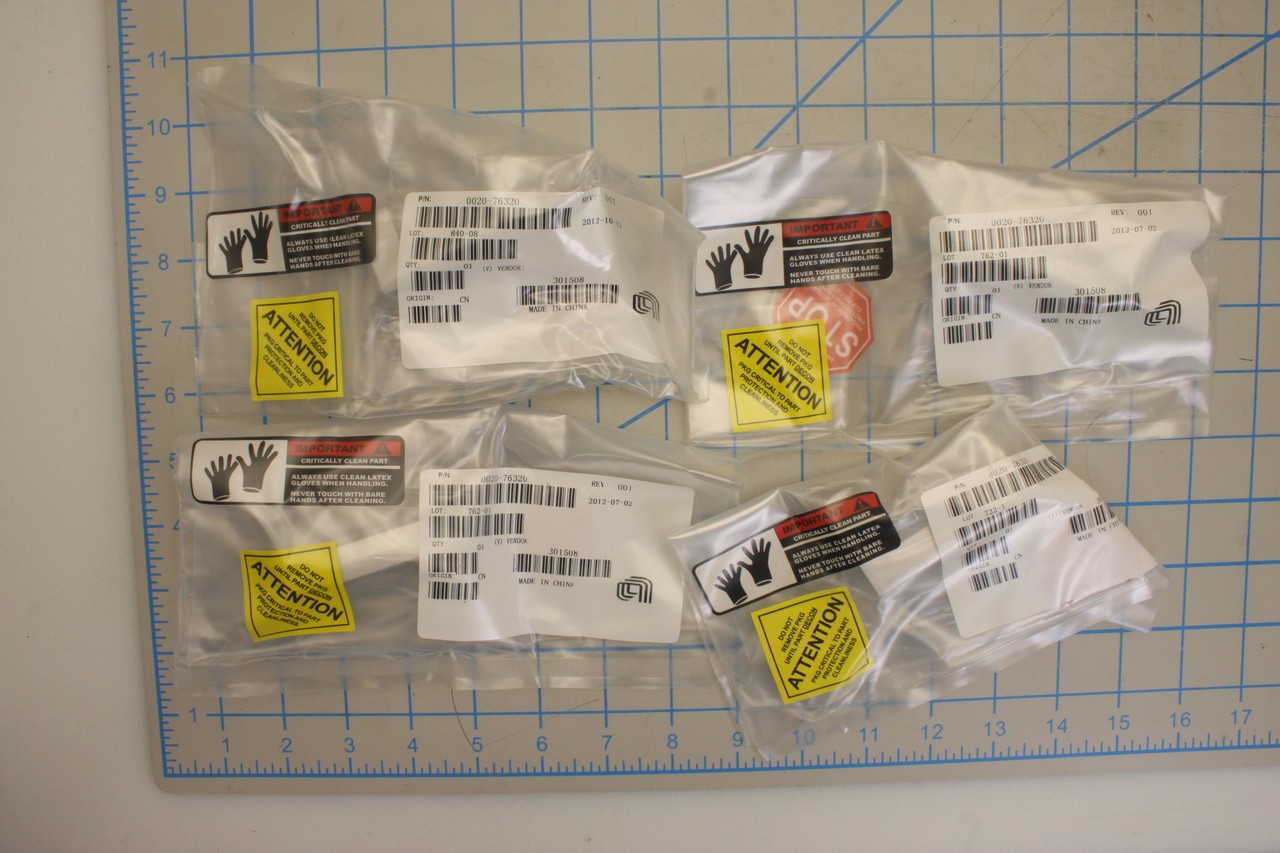 11
10
9
8
7
6
5
4
1
1 2 3 4 5 6 7 8 9 10 11 12 13 14 15 16 17
IMPORTANT
CRITICALLY CLEAN PART
ALWAYS USE CLEAN LATEX
GLOVES WHEN HANDLING.
NEVER TOUCH WITH BARE
HANDS AFTER CLEANING.
DO NOT
REMOVE PKG
UNTIL PART DECON
ATTENTION
PKG CRITICAL TO PART
PROTECTION AND
CLEANLINESS
P/N: 0020-76320 REV: 001
2012-10-
LOT: 840-08
QTY: 01 (V) VENDOR:
301508
ORIGIN: CN
MADE IN CHINA
IMPORTANT
CRITICALLY CLEAN PART
ALWAYS USE CLEAN LATEX
GLOVES WHEN HANDLING.
NEVER TOUCH WITH BARE
HANDS AFTER CLEANING.
STOP
DO NOT
REMOVE PKG
UNTIL PART DECON
ATTENTION
PKG CRITICAL TO PART
PROTECTION AND
CLEANLINESS
P/N 0020-76320 REV: 001
2012-07-02
LOT 762-01
QTY 01 (V) VENDOR
301508
ORIGIN CN
MADE IN CHINA
IMPORTANT
CRITICALLY CLEAN PART
ALWAYS USE CLEAN LATEX
GLOVES WHEN HANDLING.
NEVER TOUCH WITH BARE
HANDS AFTER CLEANING.
DO NOT
REMOVE PKG
UNTIL PART DECON
ATTENTION
PKG CRITICAL TO PART
PROTECTION AND
CLEANLINESS
P/N: 0020-76320 REV: 001
2012-07-02
LOT: 762-01
QTY 01 (V) VENDOR
301508
ORIGIN CN
MADE IN CHINA
IMPORTANT
CRITICALLY CLEAN PART
ALWAYS USE CLEAN LATEX
GLOVES WHEN HANDLING.
NEVER TOUCH WITH BARE
HANDS AFTER CLEANING.
DO NOT
REMOVE PKG
UNTIL PART DECON
ATTENTION
PKG CRITICAL TO PART
PROTECTION AND
CLEANLINESS
P/N
LOT
QTY 01 (V) VENDOR
ORIGIN CN
MADE IN